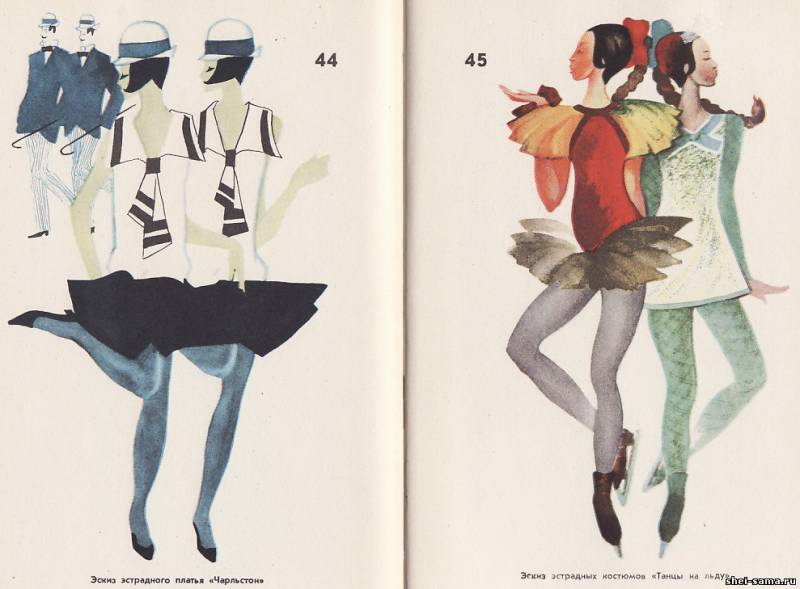 44
45
Эскиз эстрадного платья «Чарльстон»
Эскиз эстрадных костюмов «Танцы на льду»
shei-sama.ru